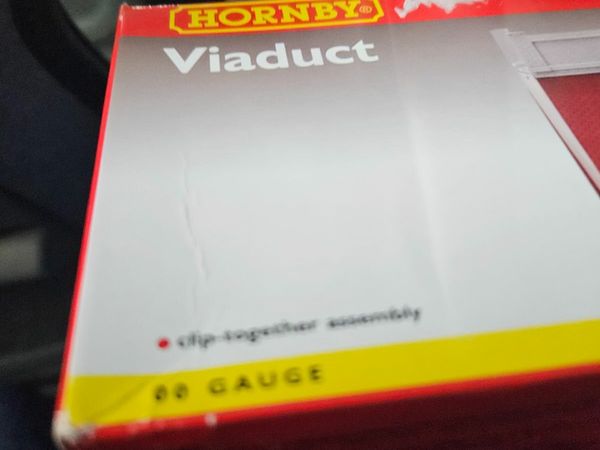 HORNBY®
Viaduct
• clip-together assembly
00 GAUGE